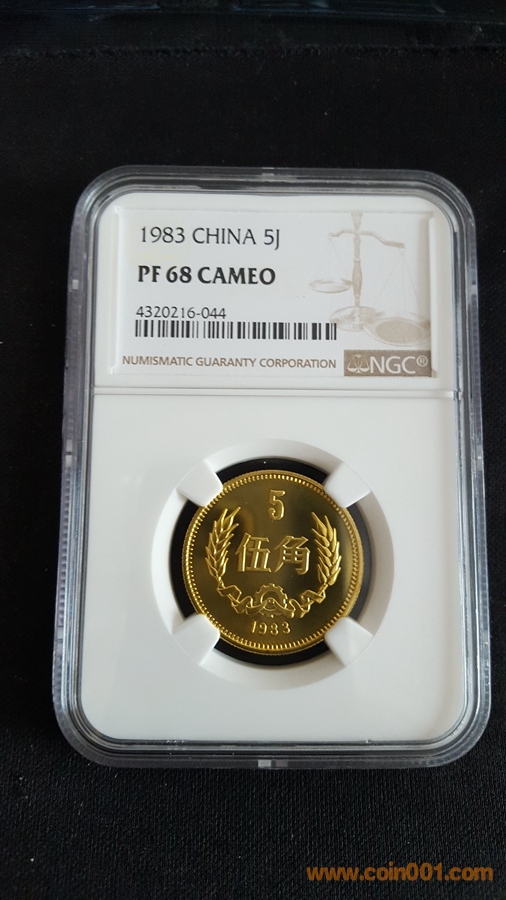 1983 CHINA 5J
PF 68 CAMEO
4320216-044
NUMISMATIC GUARANTY CORPORATION
NGC®
5
伍角
1983
www.coin001.com